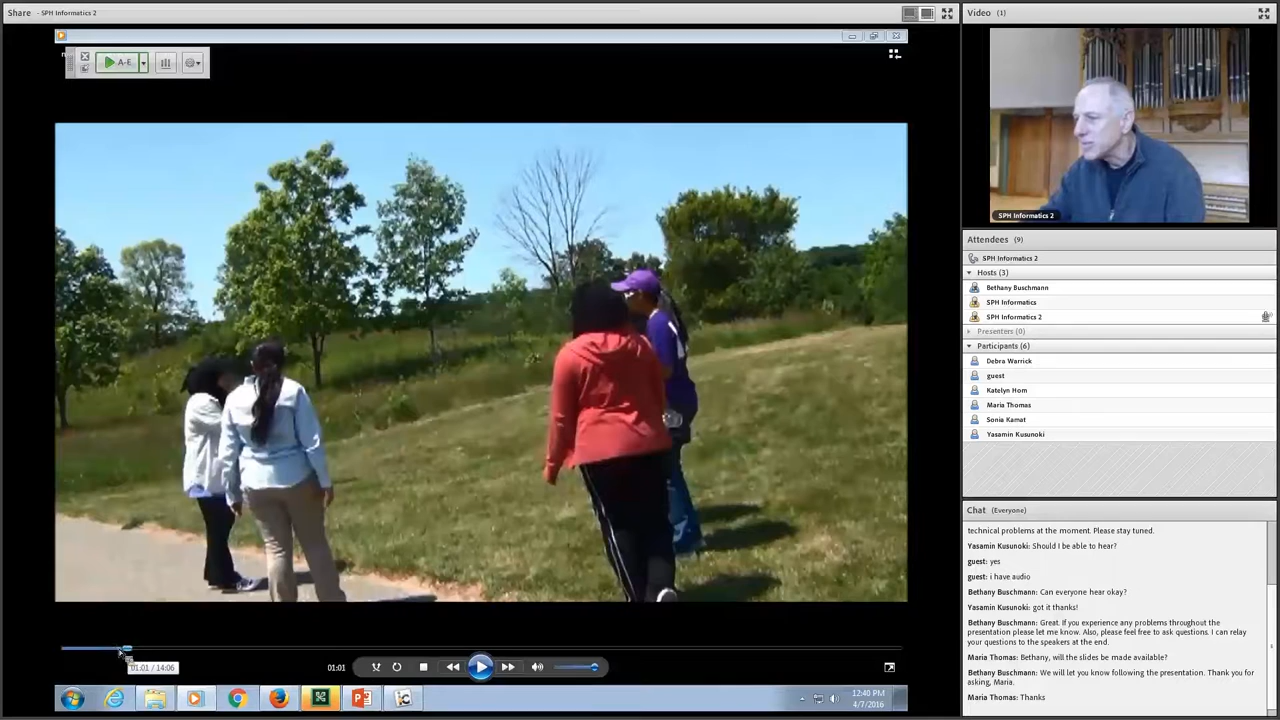 Share - SPH Informatics 2
A-E
01:01 / 14:06
01:01
12:40 PM
4/7/2016
Video (1)
SPH Informatics 2
Attendees (9)
SPH Informatics 2
Hosts (3)
Bethany Buschmann
SPH Informatics
SPH Informatics 2
Presenters (0)
Participants (6)
Debra Warrick
guest
Katelyn Hom
Maria Thomas
Sonia Kamat
Yasamin Kusunoki
Chat (Everyone)
technical problems at the moment. Please stay tuned.
Yasamin Kusunoki: Should I be able to hear?
guest: yes
guest: i have audio
Bethany Buschmann: Can everyone hear okay?
Yasamin Kusunoki: got it thanks!
Bethany Buschmann: Great. If you experience any problems throughout the
presentation please let me know. Also, please feel free to ask questions. I can relay
your questions to the speakers at the end.
Maria Thomas: Bethany, will the slides be made available?
Bethany Buschmann: We will let you know following the presentation. Thank you for
asking, Maria.
Maria Thomas: Thanks